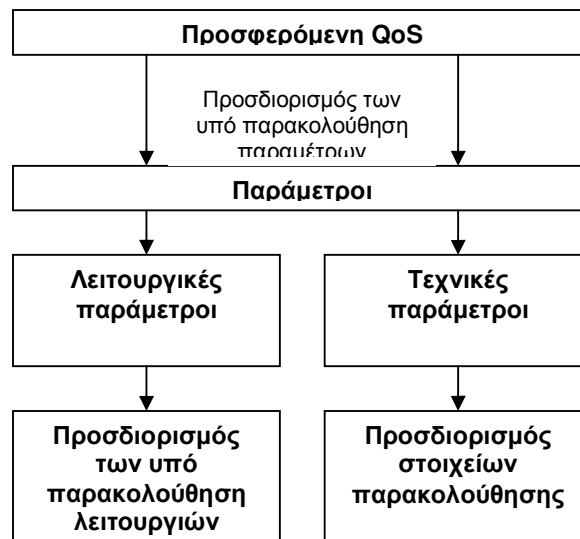 Προσφερόμενη QoS
Προσδιορισμός των
υπό παρακολούθηση
παραμέτρων
Παράμετροι
Λειτουργικές
παράμετροι
Τεχνικές
παράμετροι
Προσδιορισμός
των υπό
παρακολούθηση
λειτουργιών
Προσδιορισμός
στοιχείων
παρακολούθησης